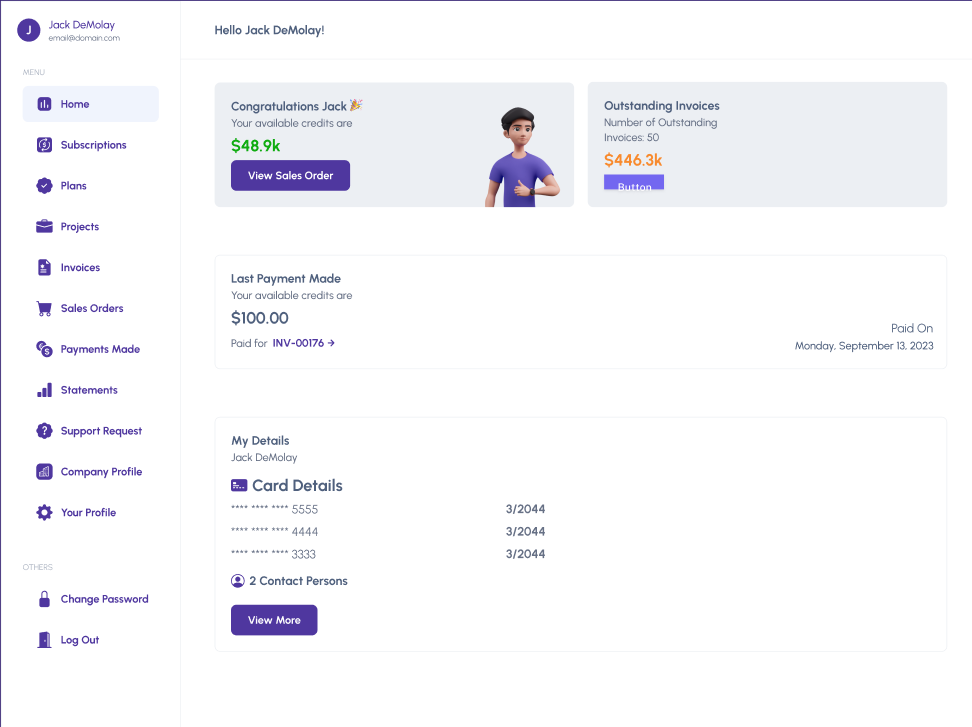 J
Jack DeMolay
email@domain.com
MENU
Home
Subscriptions
Plans
Projects
Invoices
Sales Orders
Payments Made
Statements
Support Request
Company Profile
Your Profile
OTHERS
Change Password
Log Out
Hello Jack DeMolay!
Congratulations Jack 🎉
Your available credits are
$48.9k
View Sales Order
Outstanding Invoices
Number of Outstanding
Invoices: 50
$446.3k
Button
Last Payment Made
Your available credits are
$100.00
Paid for INV-00176 →
Paid On
Monday, September 13, 2023
My Details
Jack DeMolay
Card Details
**** **** **** 5555 3/2044
**** **** **** 4444 3/2044
**** **** **** 3333 3/2044
2 Contact Persons
View More